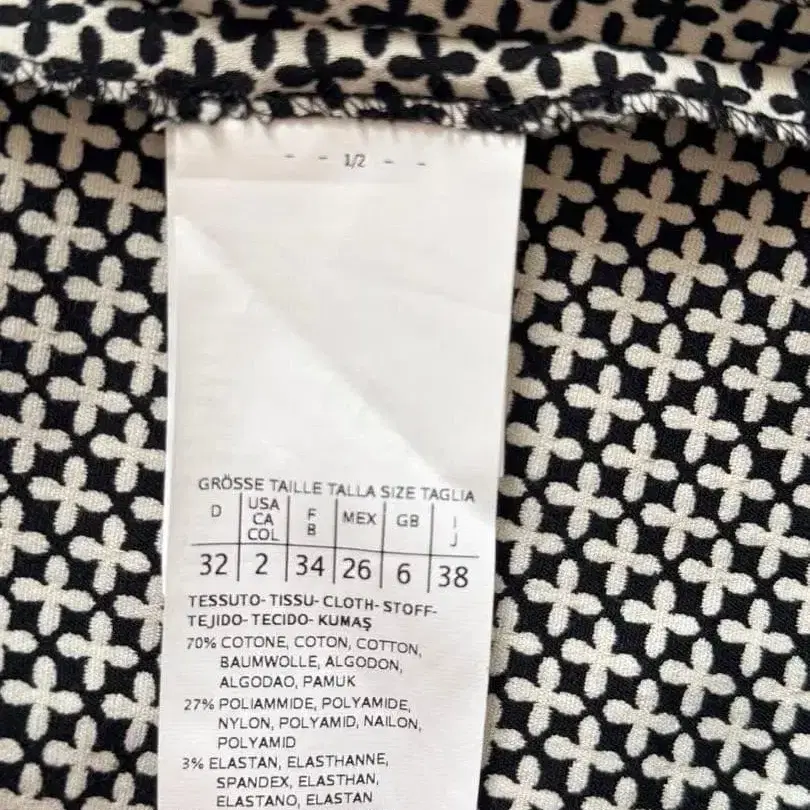 - - 1/2 - -
GRÖSSE TAILLE TALLA SIZE TAGLIA
D USA CA COL F B MEX GB I J
32 2 34 26 6 38
TESSUTO-TISSU-CLOTH-STOFF-
TEJIDO-TECIDO-KUMAŞ
70% COTONE, COTON, COTTON,
BAUMWOLLE, ALGODON,
ALGODAO, PAMUK
27% POLIAMMIDE, POLYAMIDE,
NYLON, POLYAMID, NAILON,
POLYAMID
3% ELASTAN, ELASTHANNE,
SPANDEX, ELASTHAN,
ELASTANO, ELASTAN